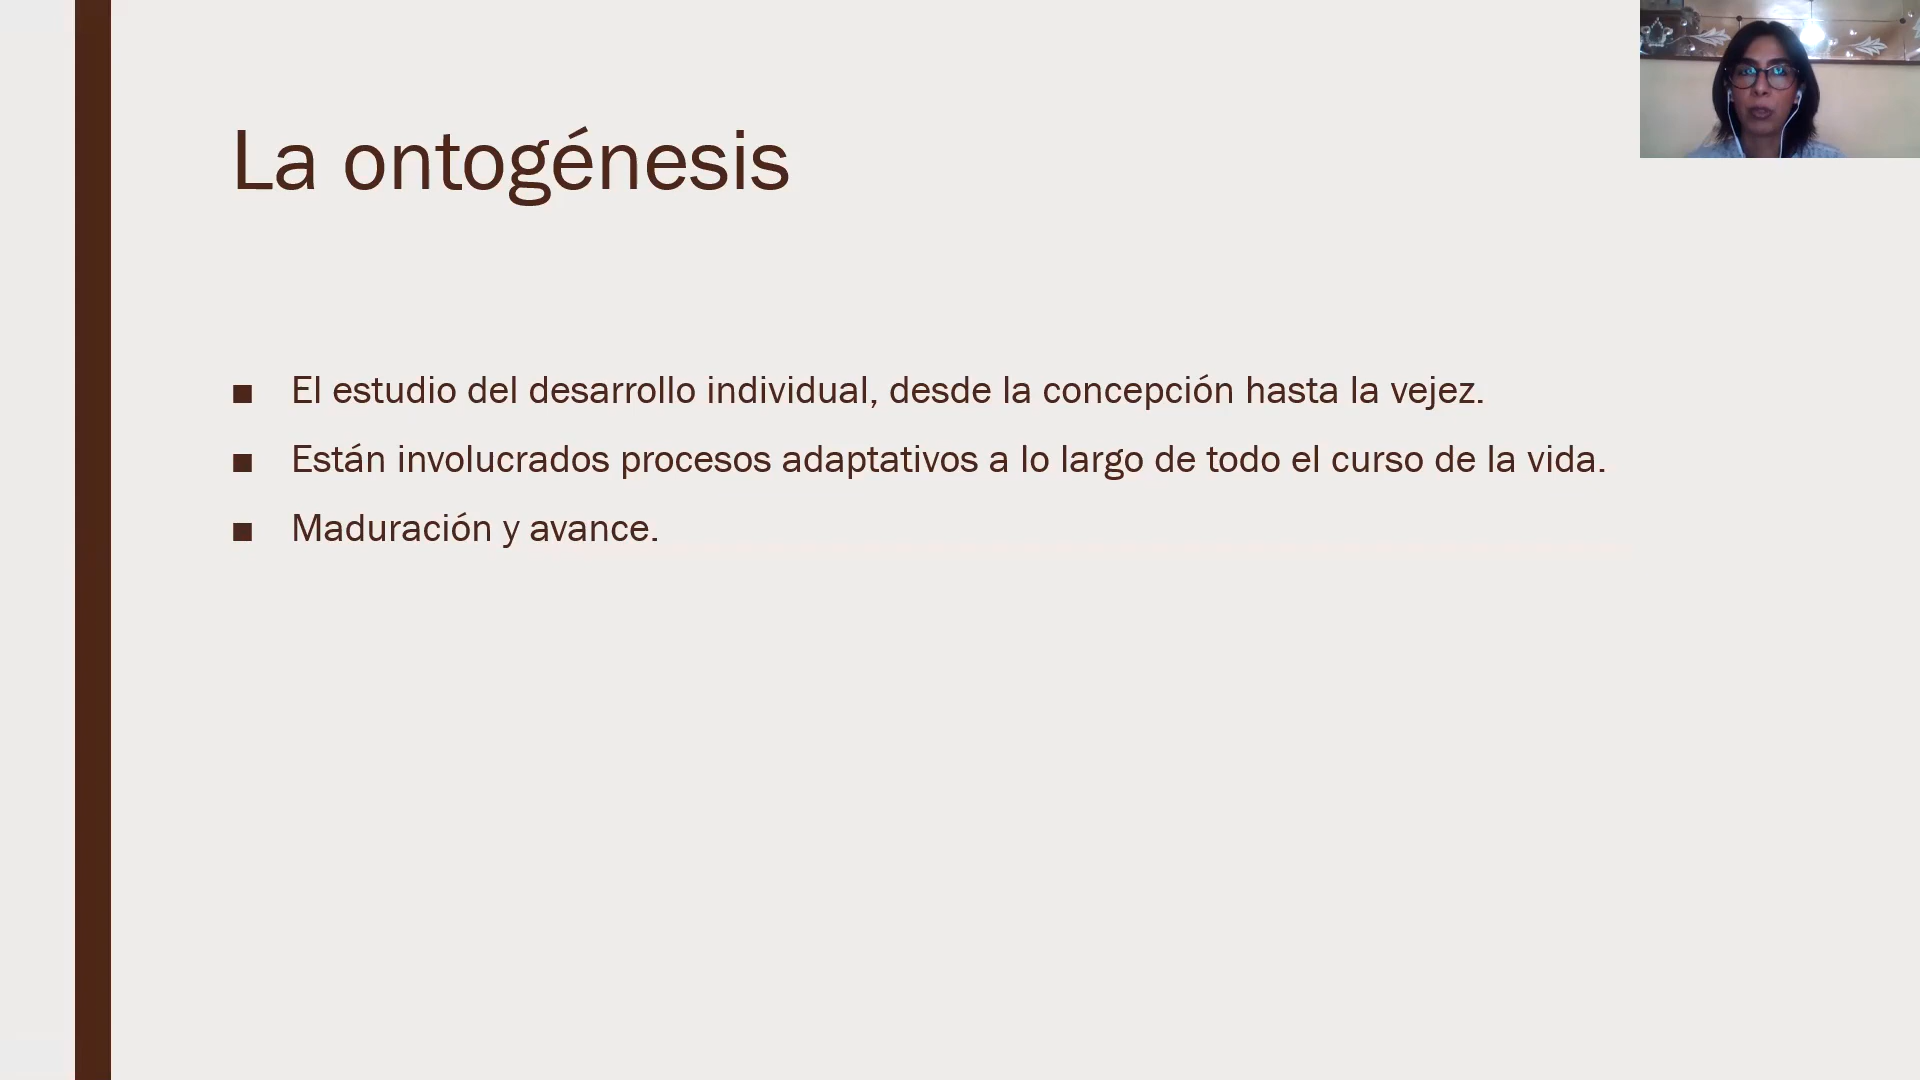 La ontogénesis
■ El estudio del desarrollo individual, desde la concepción hasta la vejez.
■ Están involucrados procesos adaptativos a lo largo de todo el curso de la vida.
■ Maduración y avance.